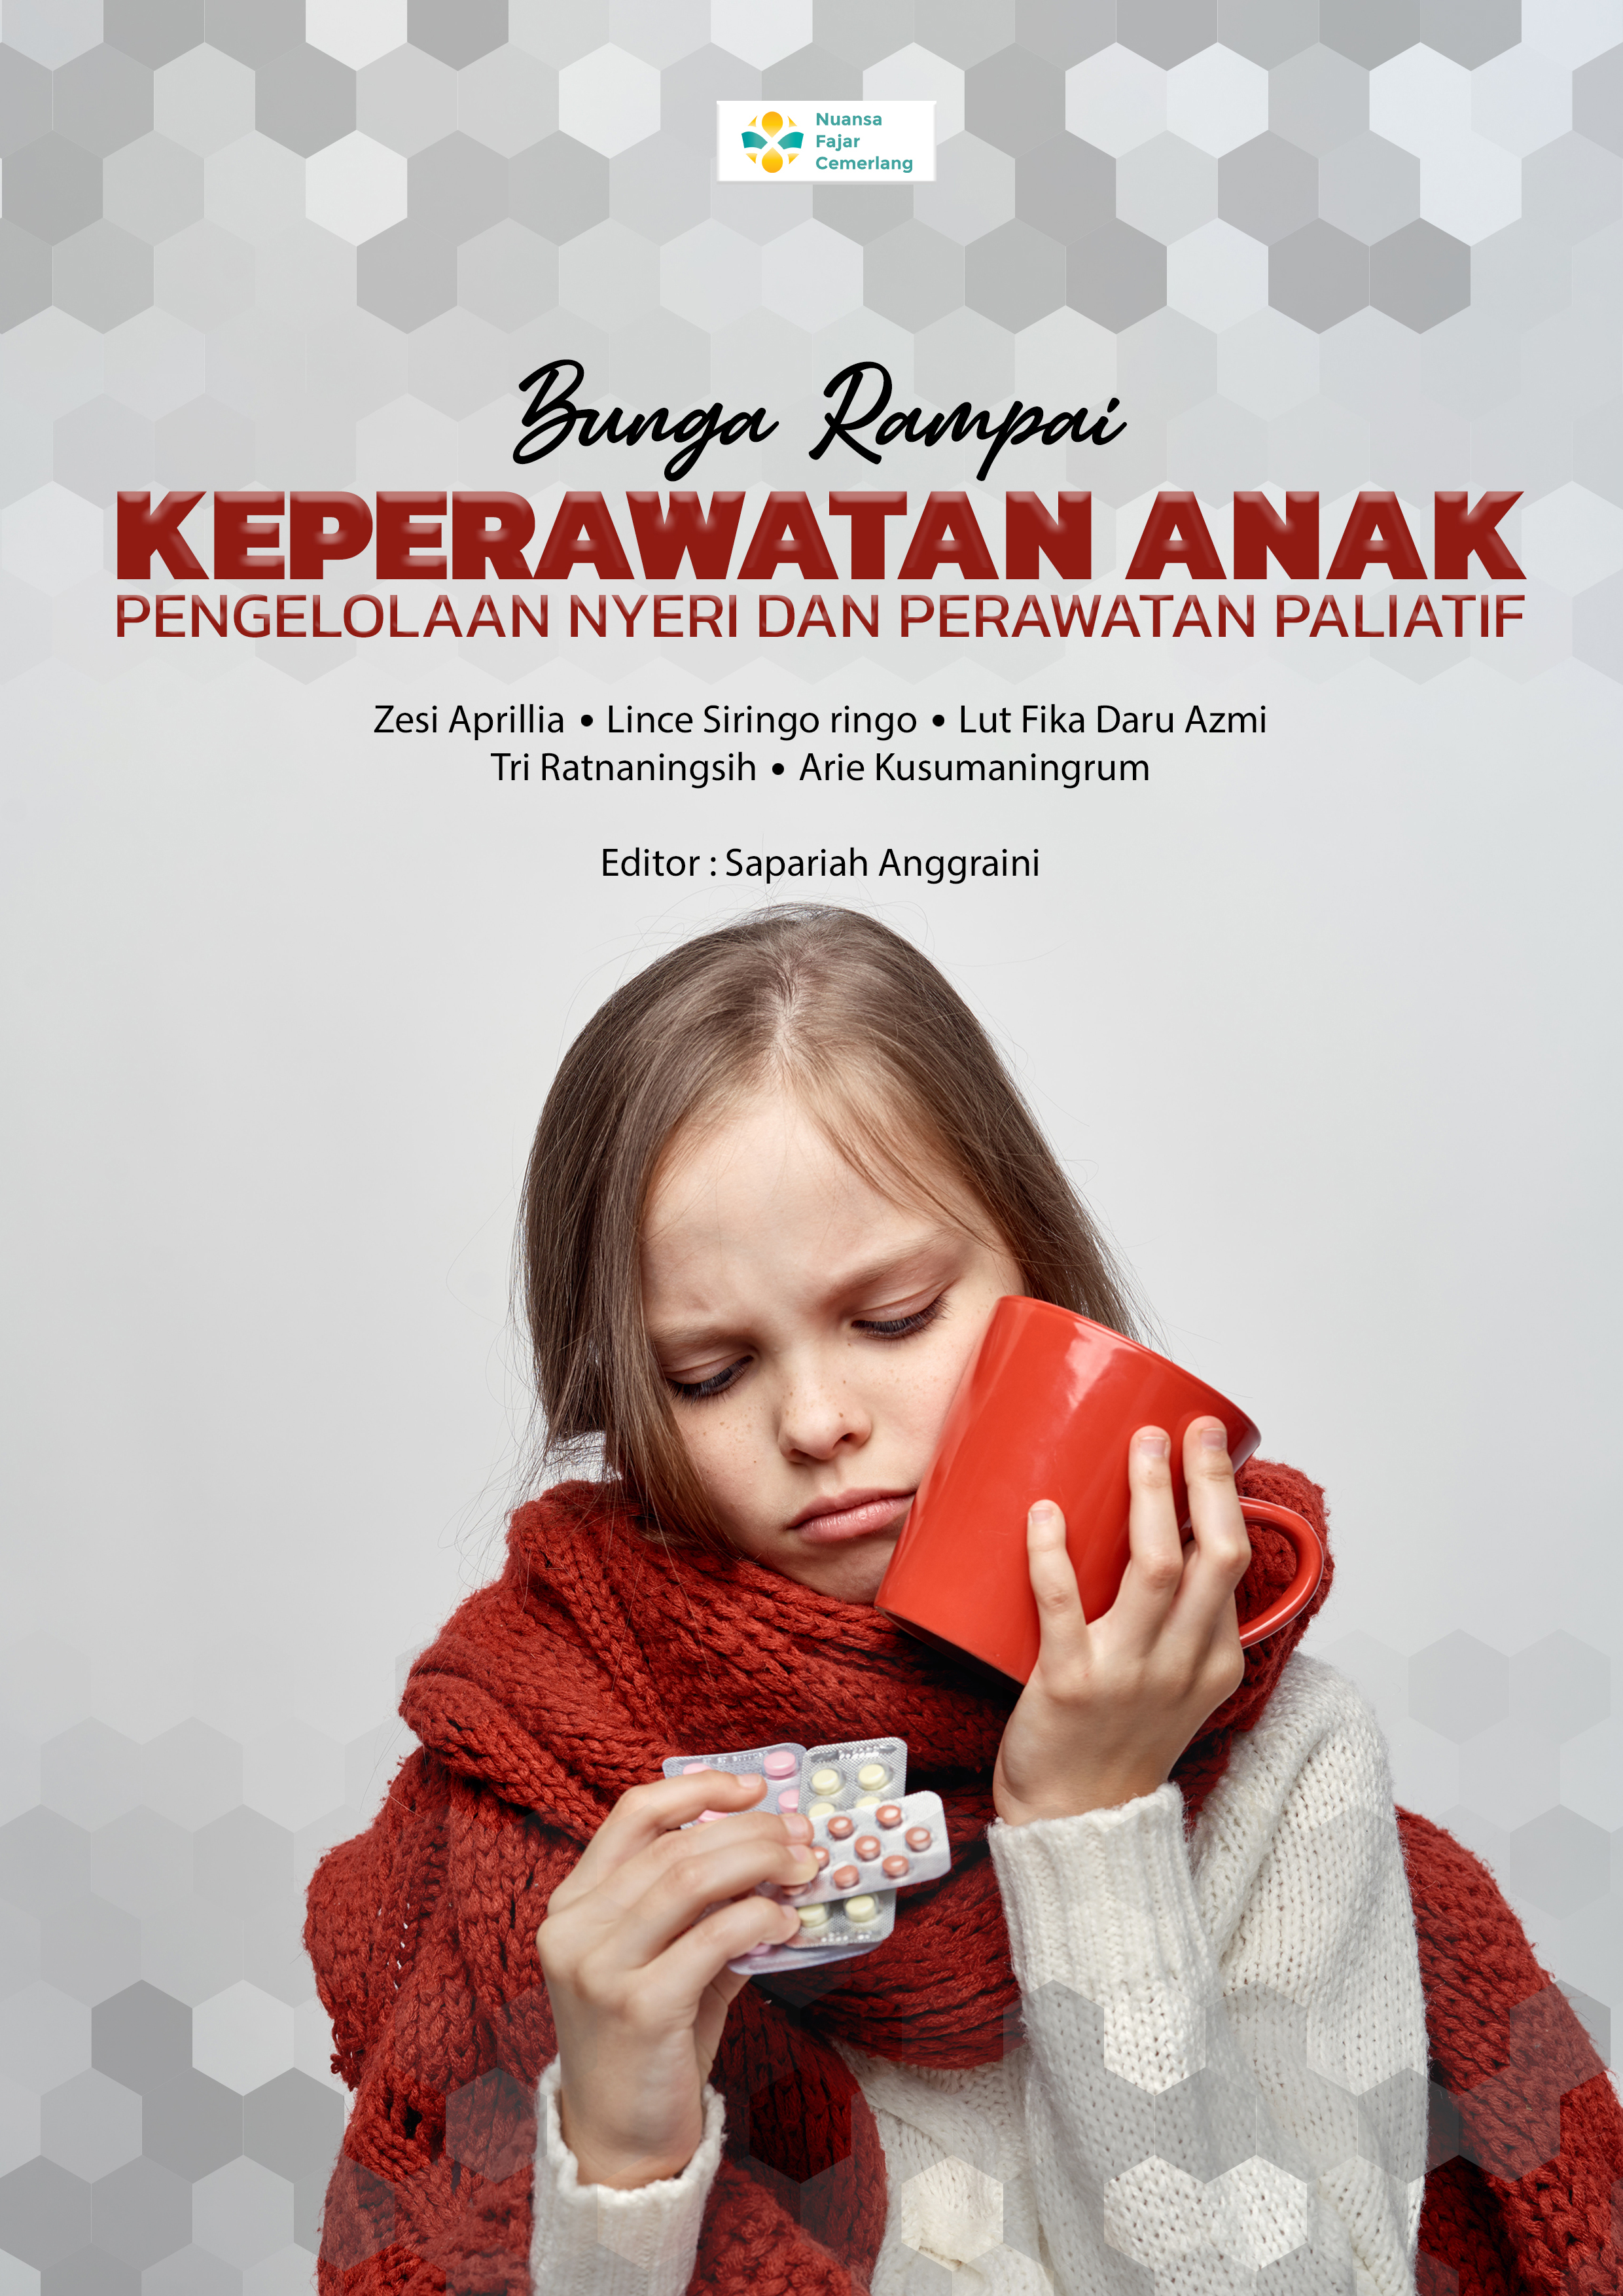 Nuansa
Fajar
Cemerlang
Bunga Rampai
KEPERAWATAN ANAK
PENGELOLAAN NYERI DAN PERAWATAN PALIATIF
Zesi Aprillia • Lince Siringo ringo • Lut Fika Daru Azmi
Tri Ratnaningsih • Arie Kusumaningrum
Editor : Sapariah Anggraini